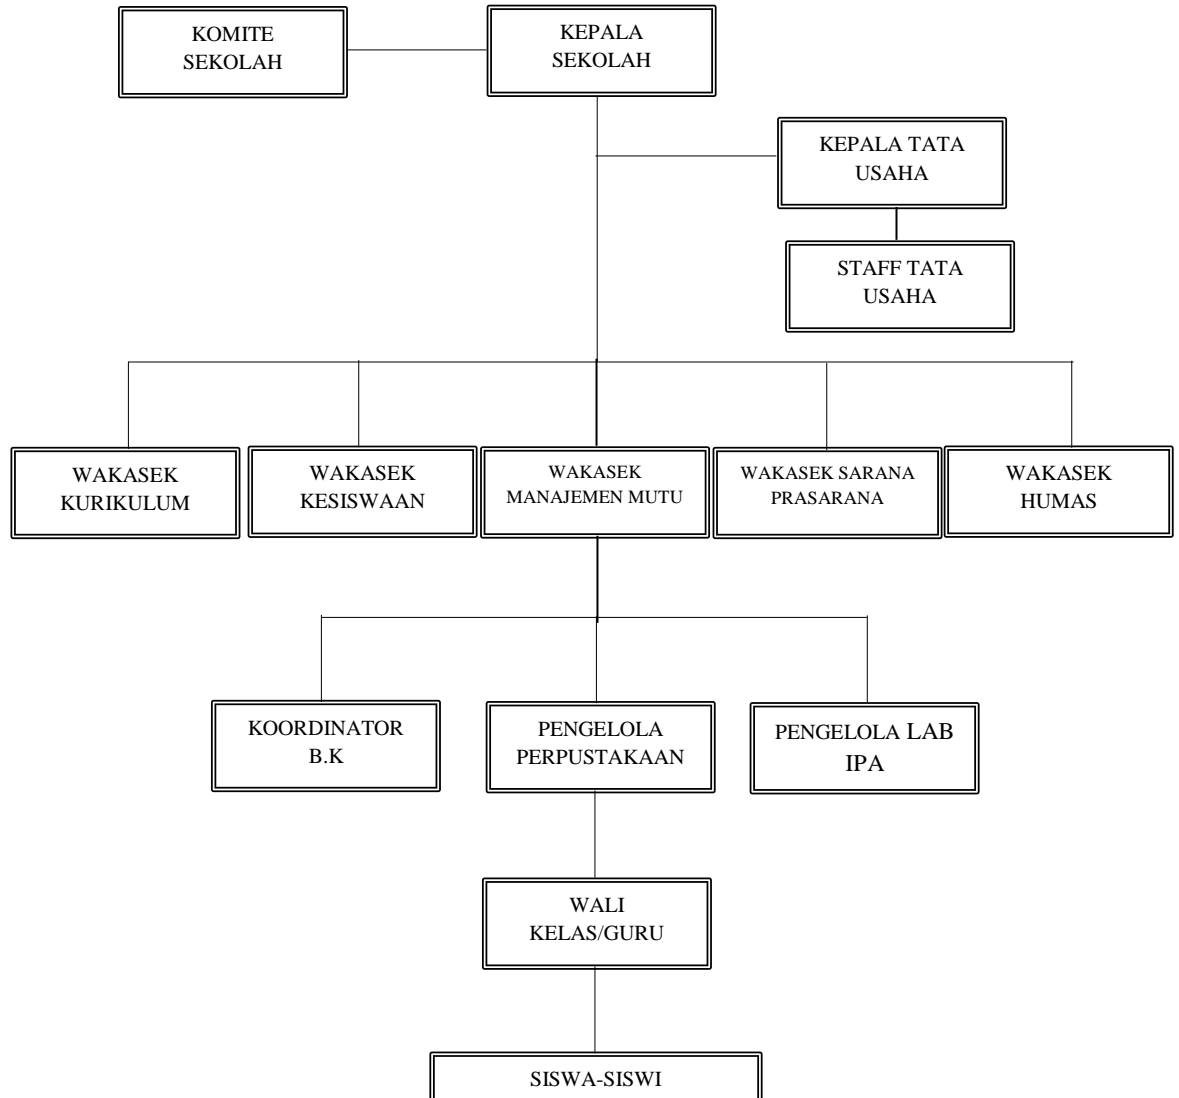 KOMITE
SEKOLAH
KEPALA
SEKOLAH
KEPALA TATA
USAHA
STAFF TATA
USAHA
WAKASEK
KURIKULUM
WAKASEK
KESISWAAN
WAKASEK
MANAJEMEN MUTU
WAKASEK SARANA
PRASARANA
WAKASEK
HUMAS
KOORDINATOR
B.K
PENGELOLA
PERPUSTAKAAN
PENGELOLA LAB
IPA
WALI
KELAS/GURU
SISWA-SISWI